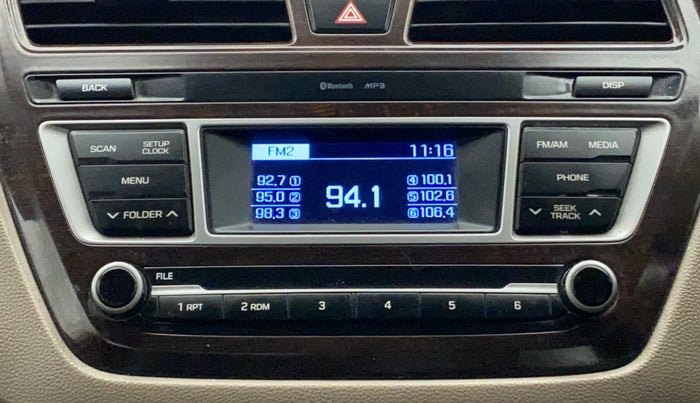 BACK
Bluetooth MP3
DISP
SCAN
SETUP
CLOCK
MENU
FOLDER
FM2
11:16
92.7 1
95.0 2
98.3 3
94.1
4 100.1
5 102.6
6 106.4
FM/AM
MEDIA
PHONE
SEEK
TRACK
FILE
1 RPT
2 RDM
3
4
5
6